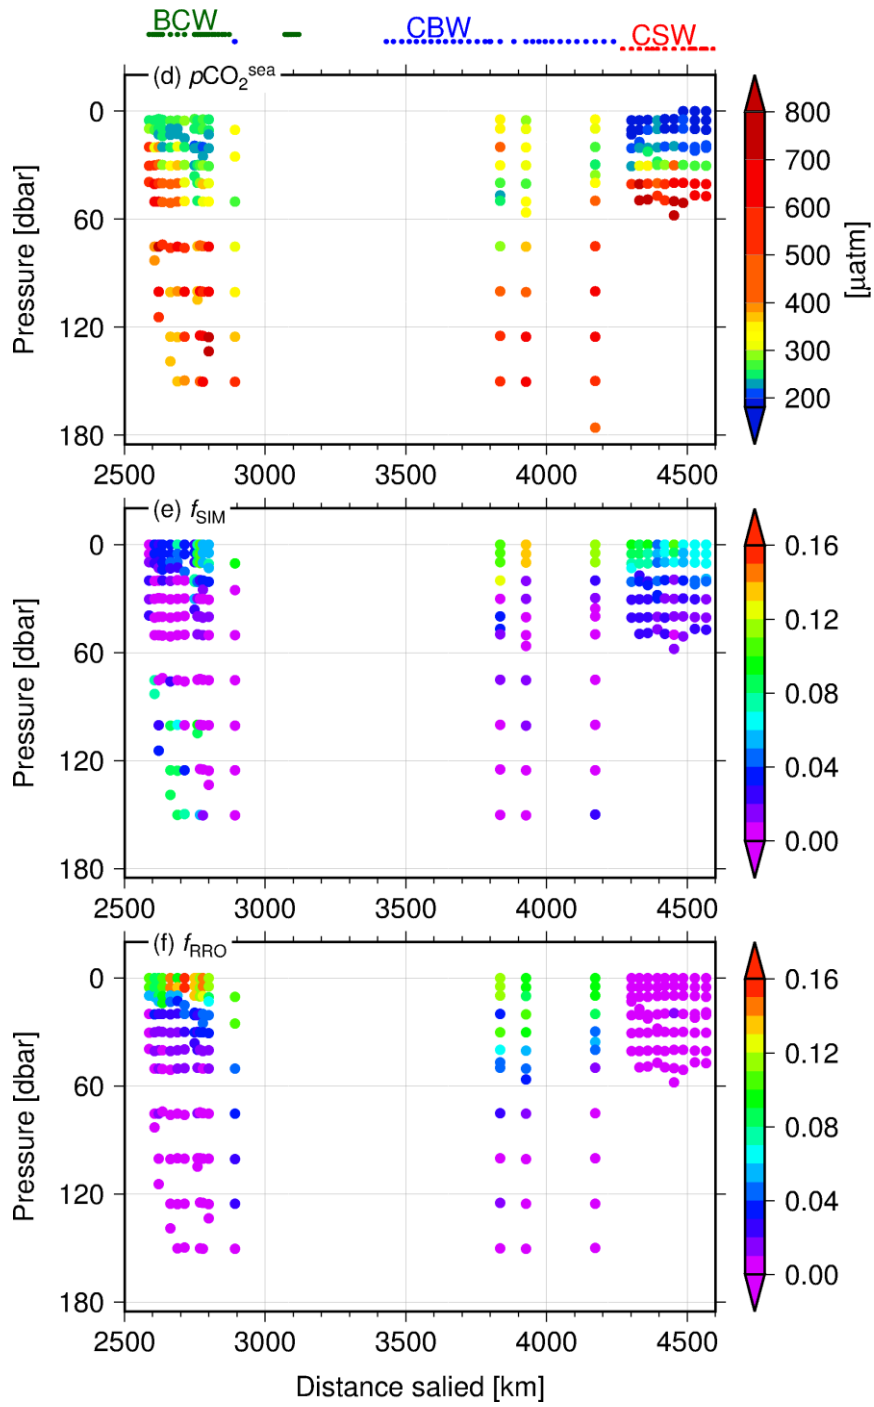 BCW CBW CSW
(d) pCO₂ˢᵉᵃ
0
60
120
180
Pressure [dbar]
2500 3000 3500 4000 4500
800
700
600
500
400
300
200
[µatm]
(e) fSIM
0
60
120
180
Pressure [dbar]
2500 3000 3500 4000 4500
0.16
0.12
0.08
0.04
0.00
(f) fRRO
0
60
120
180
Pressure [dbar]
2500 3000 3500 4000 4500
0.16
0.12
0.08
0.04
0.00
Distance salied [km]